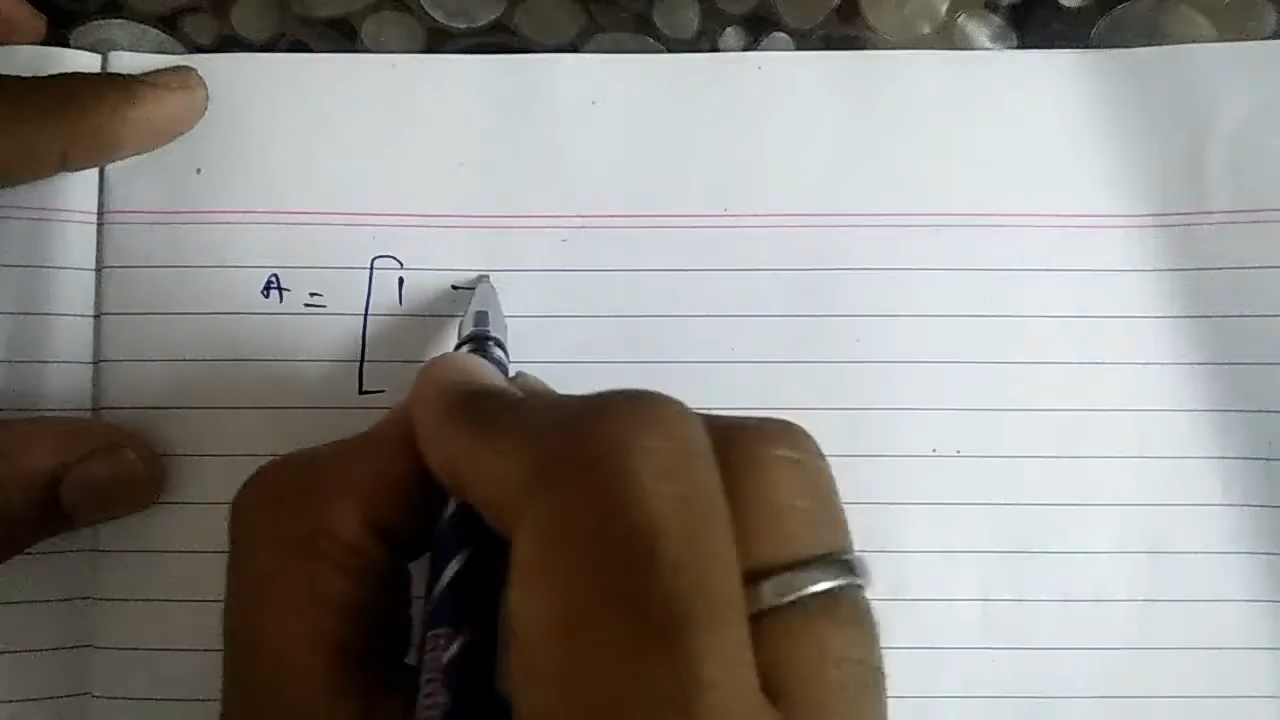 A = [ 1 -